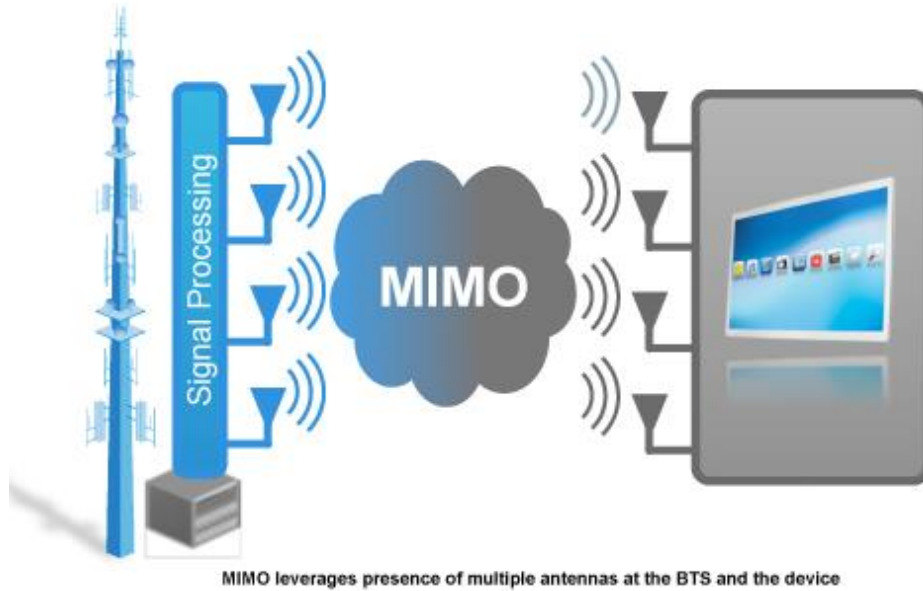 Signal Processing
MIMO
MIMO leverages presence of multiple antennas at the BTS and the device